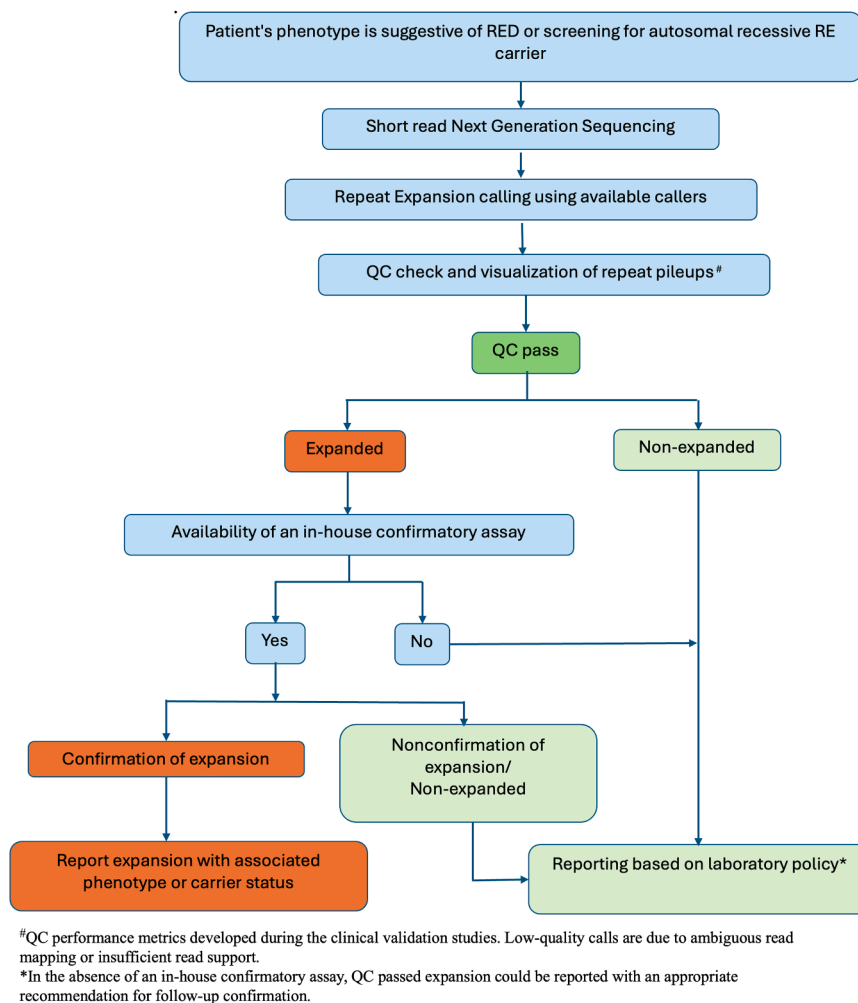 Patient's phenotype is suggestive of RED or screening for autosomal recessive RE
carrier
Short read Next Generation Sequencing
Repeat Expansion calling using available callers
QC check and visualization of repeat pileups#
QC pass
Expanded
Non-expanded
Availability of an in-house confirmatory assay
Yes
No
Confirmation of expansion
Nonconfirmation of
expansion/
Non-expanded
Report expansion with associated
phenotype or carrier status
Reporting based on laboratory policy*
#QC performance metrics developed during the clinical validation studies. Low-quality calls are due to ambiguous read
mapping or insufficient read support.
*In the absence of an in-house confirmatory assay, QC passed expansion could be reported with an appropriate
recommendation for follow-up confirmation.